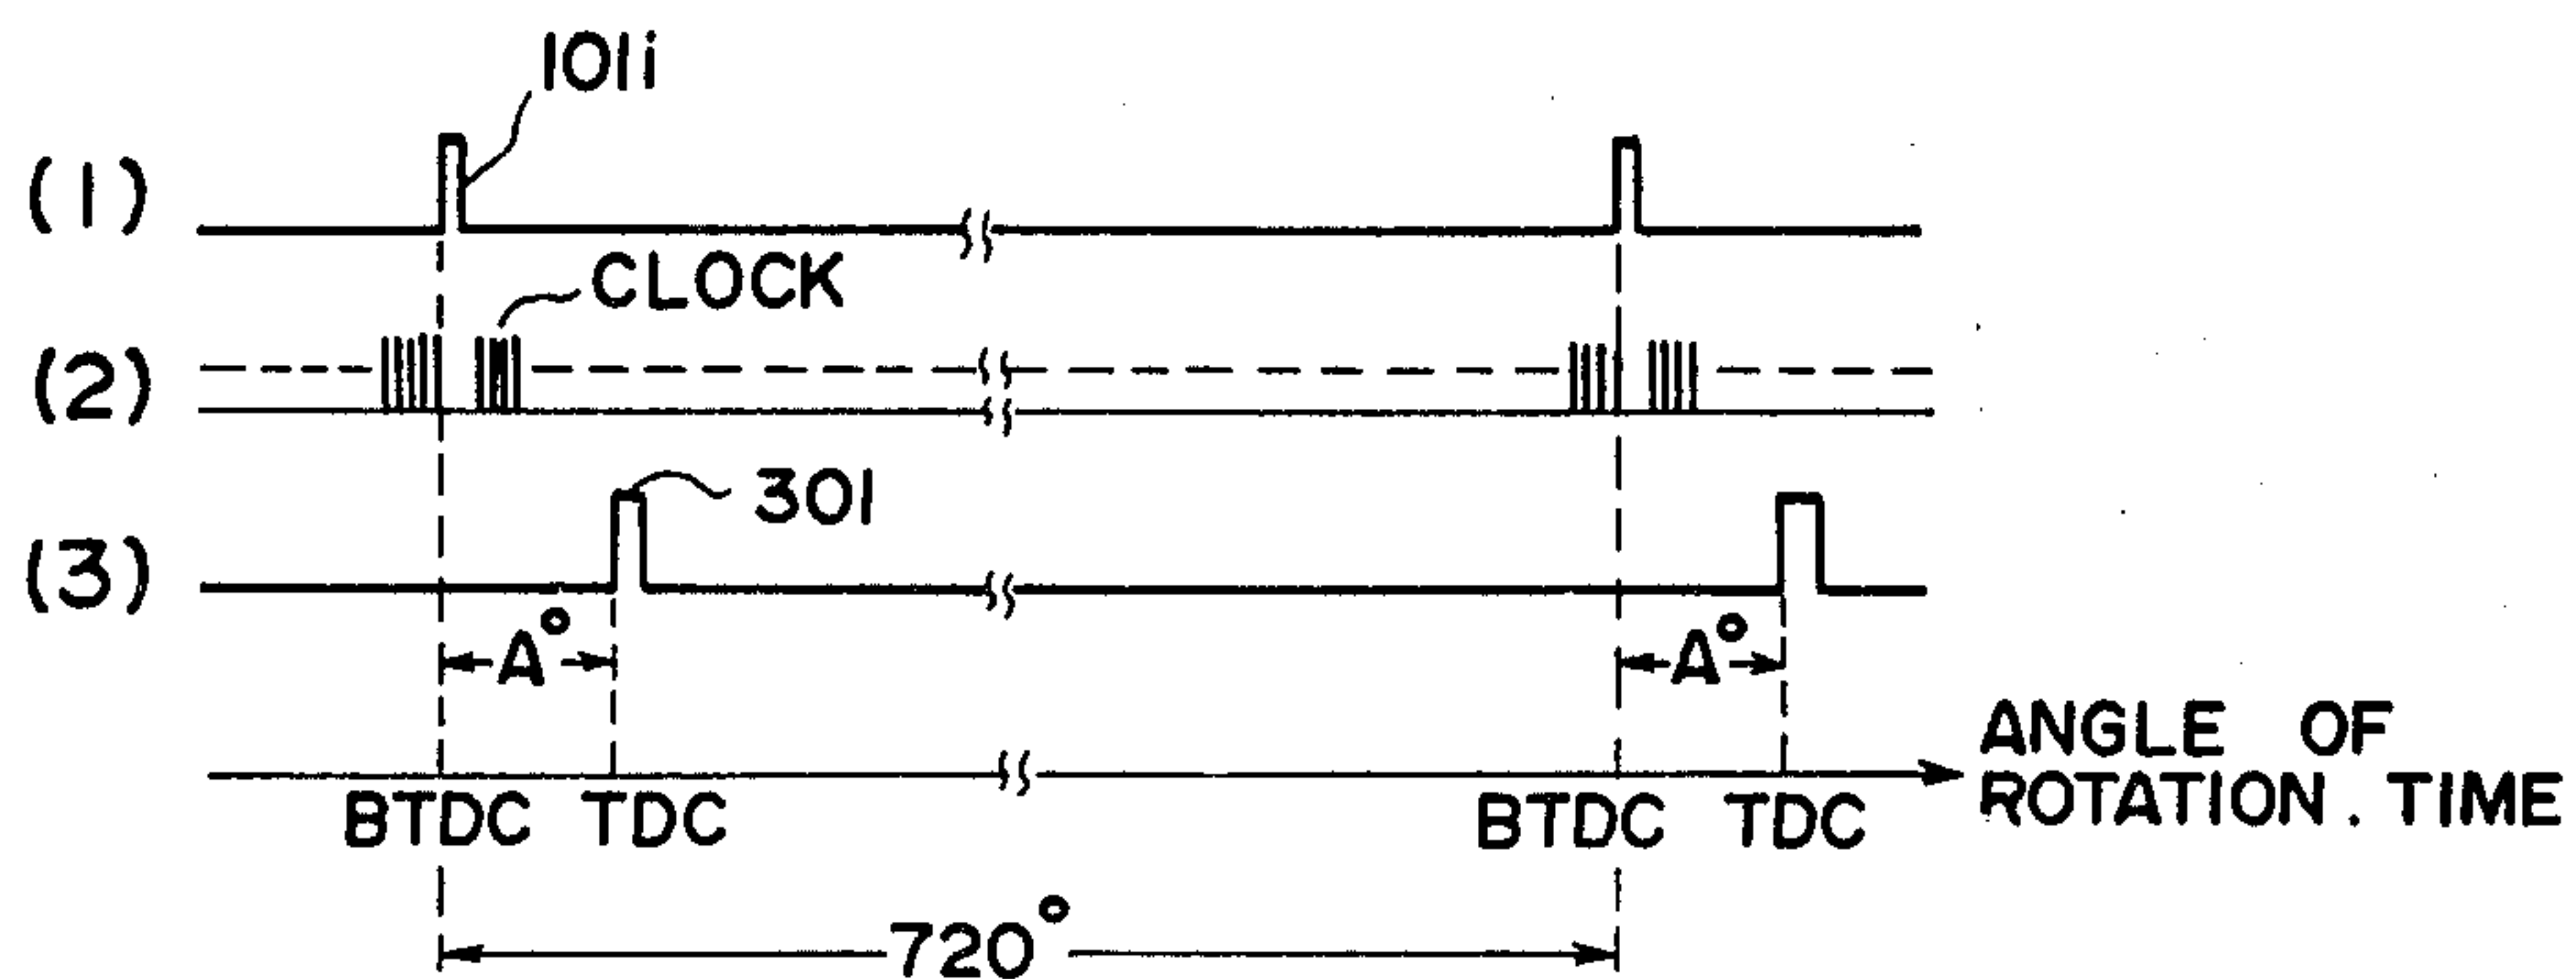 101i
(1)
CLOCK
(2)
301
(3)
A° A°
ANGLE OF
ROTATION. TIME
BTDC TDC BTDC TDC
720°